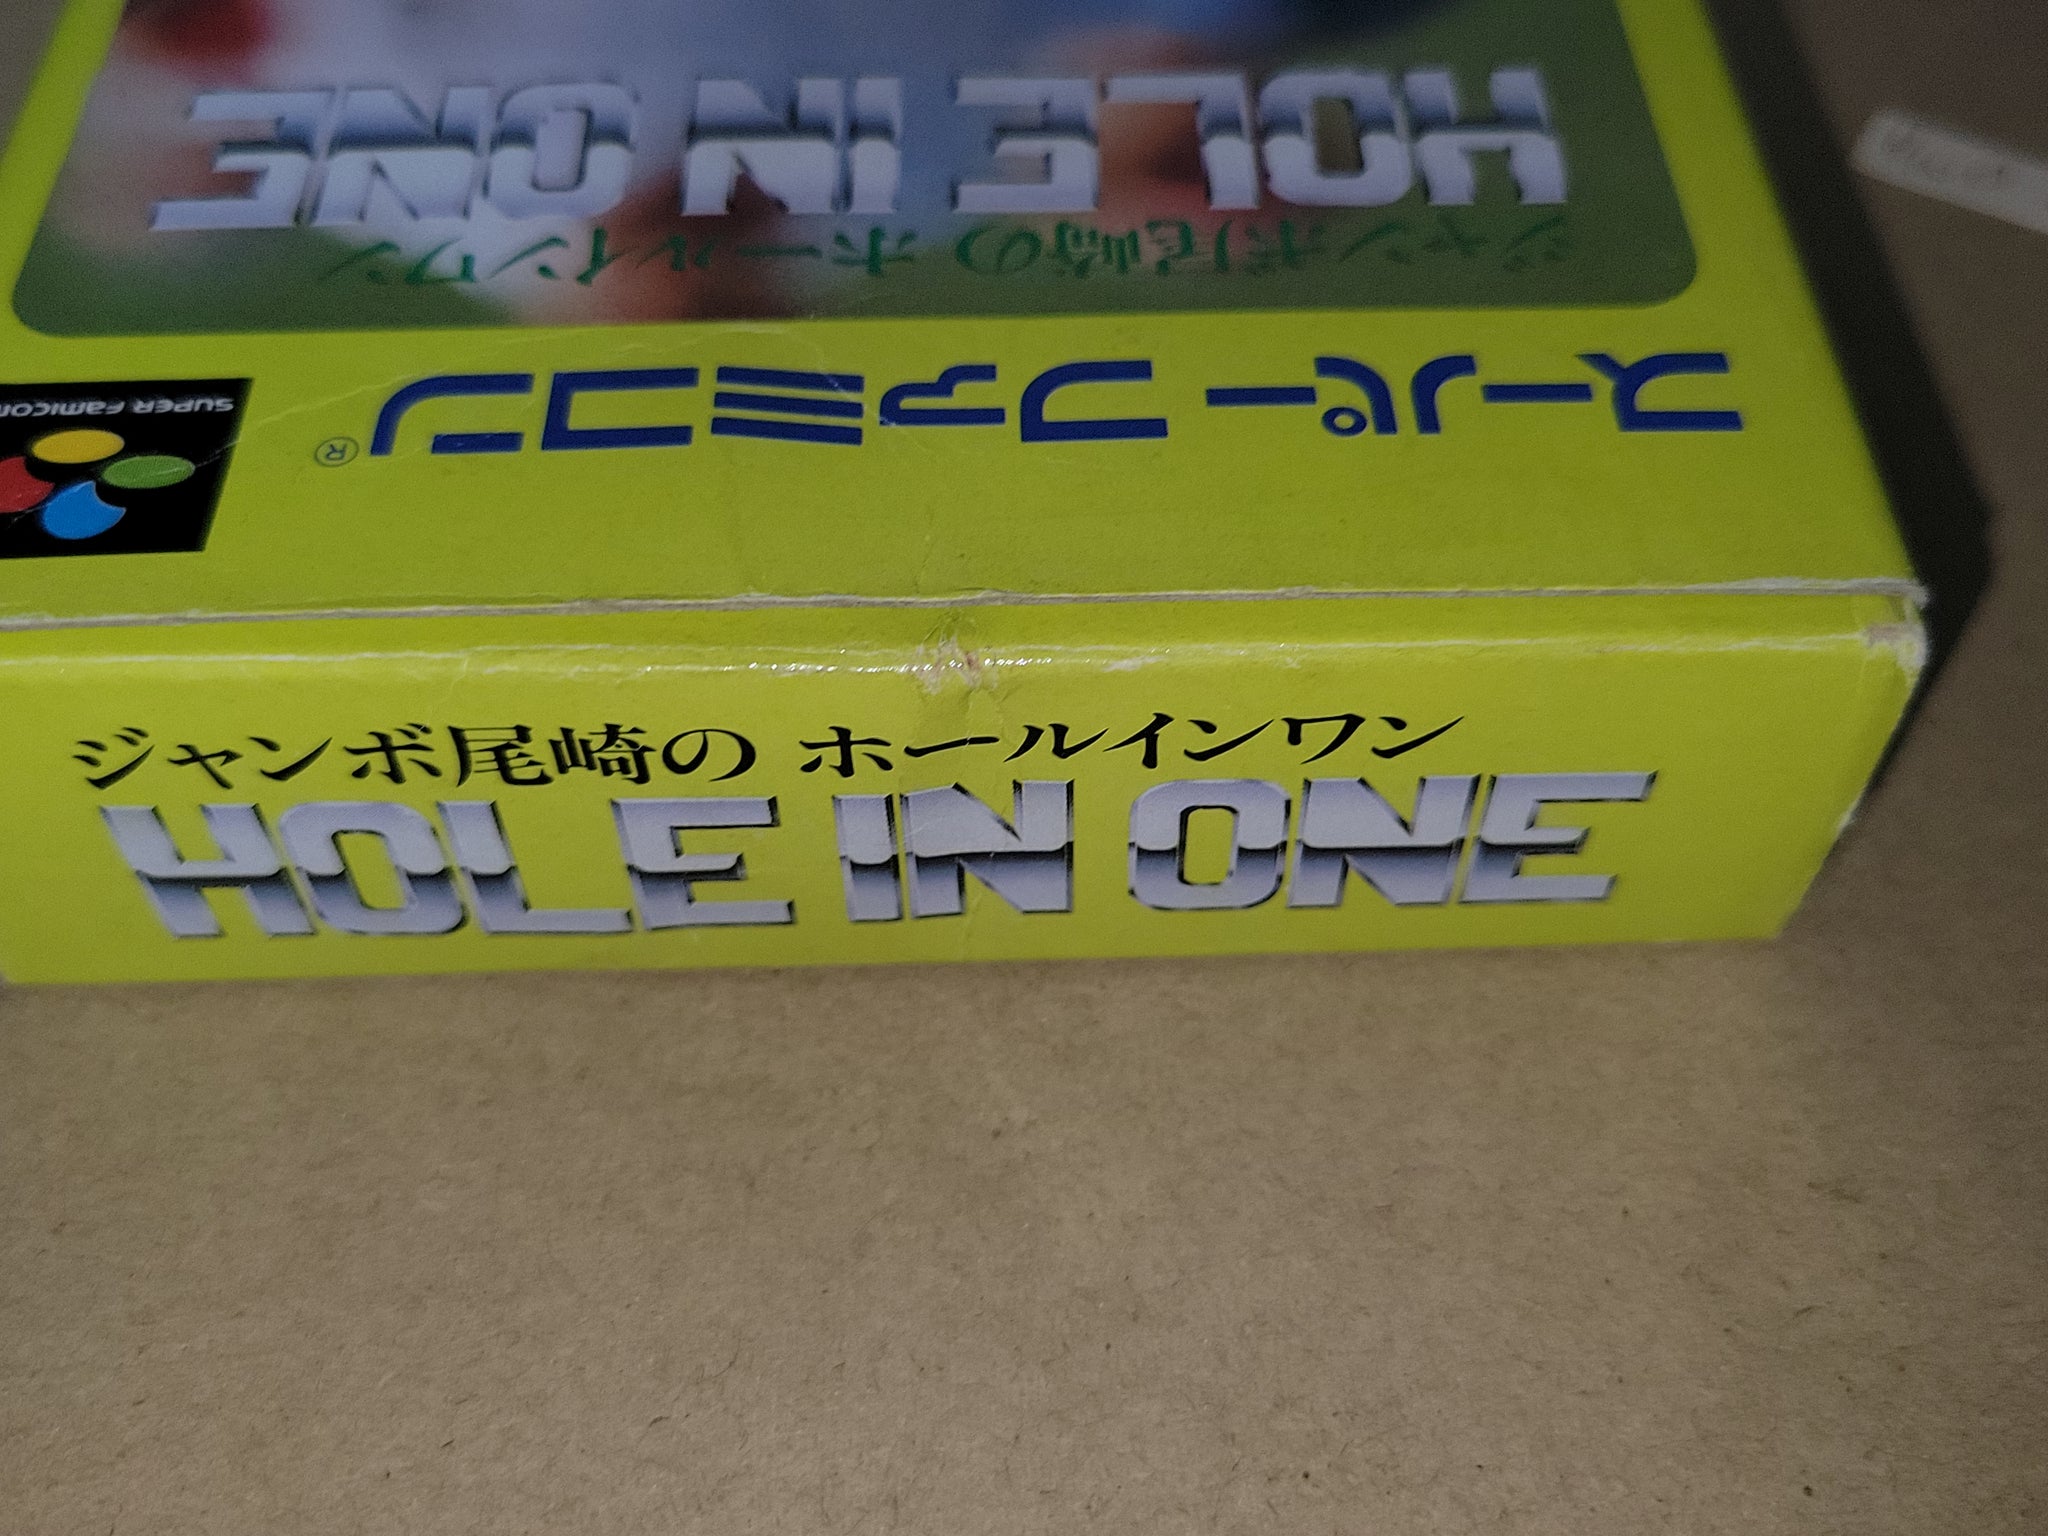 HOLE IN ONE
ジャンボ尾崎の ホールインワン
スーパーファミコン®
SUPER FAMICOM
ジャンボ尾崎の ホールインワン
HOLE IN ONE